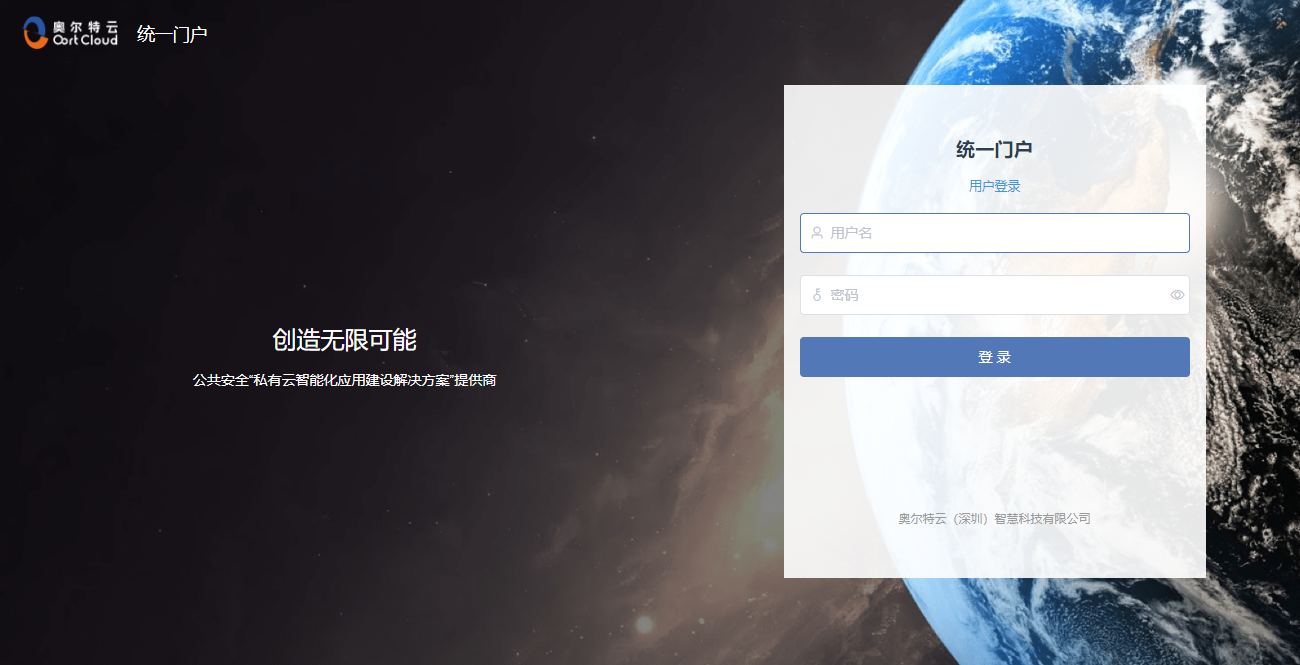 奥尔特云
Oort Cloud
统一门户
统一门户
用户登录
用户名
密码
登 录
创造无限可能
公共安全“私有云智能化应用建设解决方案”提供商
奥尔特云（深圳）智慧科技有限公司